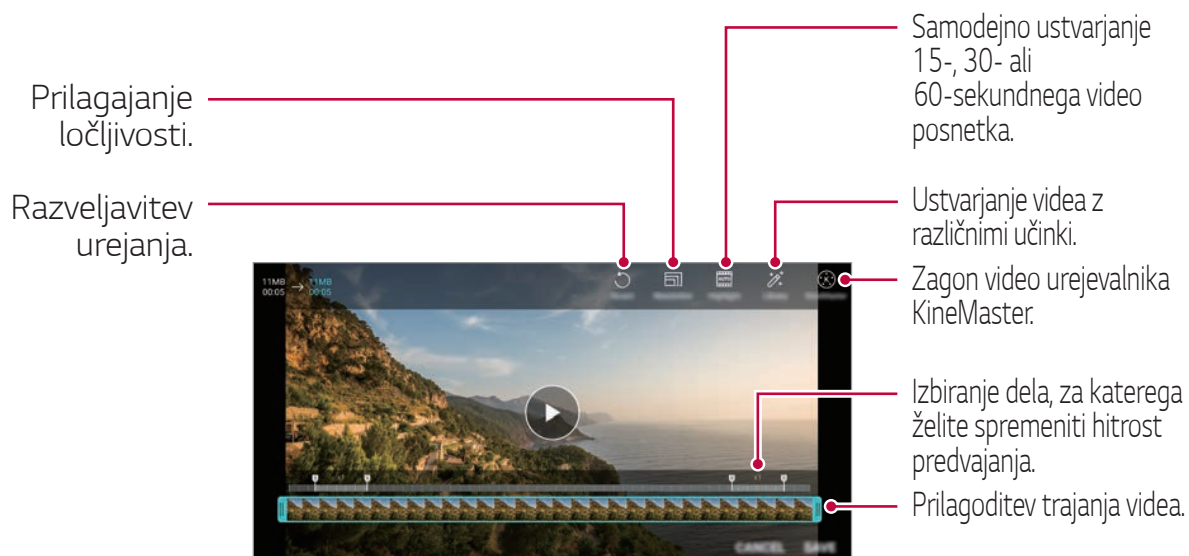 Samodejno ustvarjanje
15-, 30- ali
60-sekundnega video
posnetka.
Prilagajanje
ločljivosti.
Razveljavitev
urejanja.
Ustvarjanje videa z
različnimi učinki.
Zagon video urejevalnika
KineMaster.
11MB
00:05
→
11MB
00:05
AUTO
Izbiranje dela, za katerega
želite spremeniti hitrost
predvajanja.
x1
Prilagoditev trajanja videa.
CANCEL
SAVE